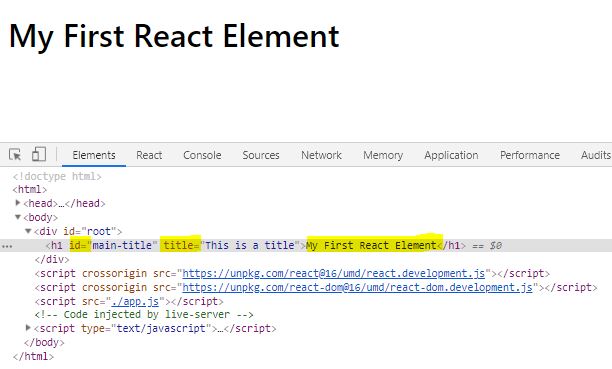 My First React Element
Elements React Console Sources Network Memory Application Performance Audits
<!doctype html>
<html>
▶<head>…</head>
▼<body>
▼<div id="root">
… <h1 id="main-title" title="This is a title">My First React Element</h1> == $0
</div>
<script crossorigin src="https://unpkg.com/react@16/umd/react.development.js"></script>
<script crossorigin src="https://unpkg.com/react-dom@16/umd/react-dom.development.js"></script>
<script src="./app.js"></script>
<!-- Code injected by live-server -->
▶<script type="text/javascript">…</script>
</body>
</html>